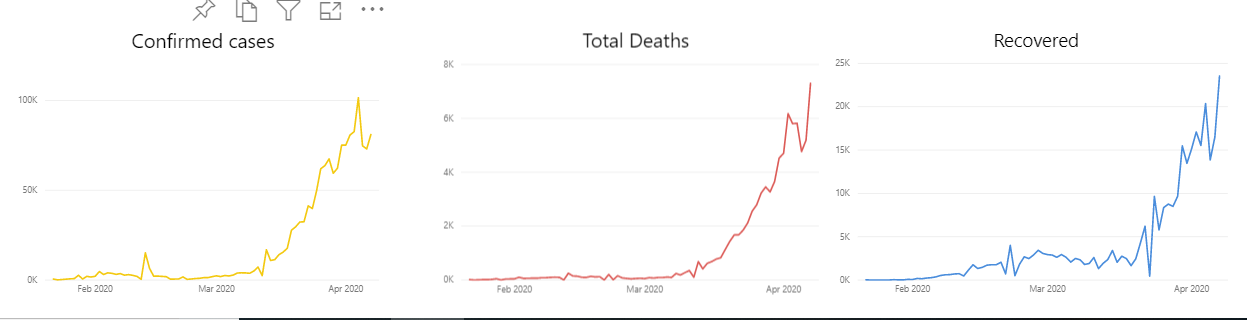 Confirmed cases
100K
50K
0K
Feb 2020
Mar 2020
Apr 2020
Total Deaths
8K
6K
4K
2K
0K
Feb 2020
Mar 2020
Apr 2020
Recovered
25K
20K
15K
10K
5K
0K
Feb 2020
Mar 2020
Apr 2020